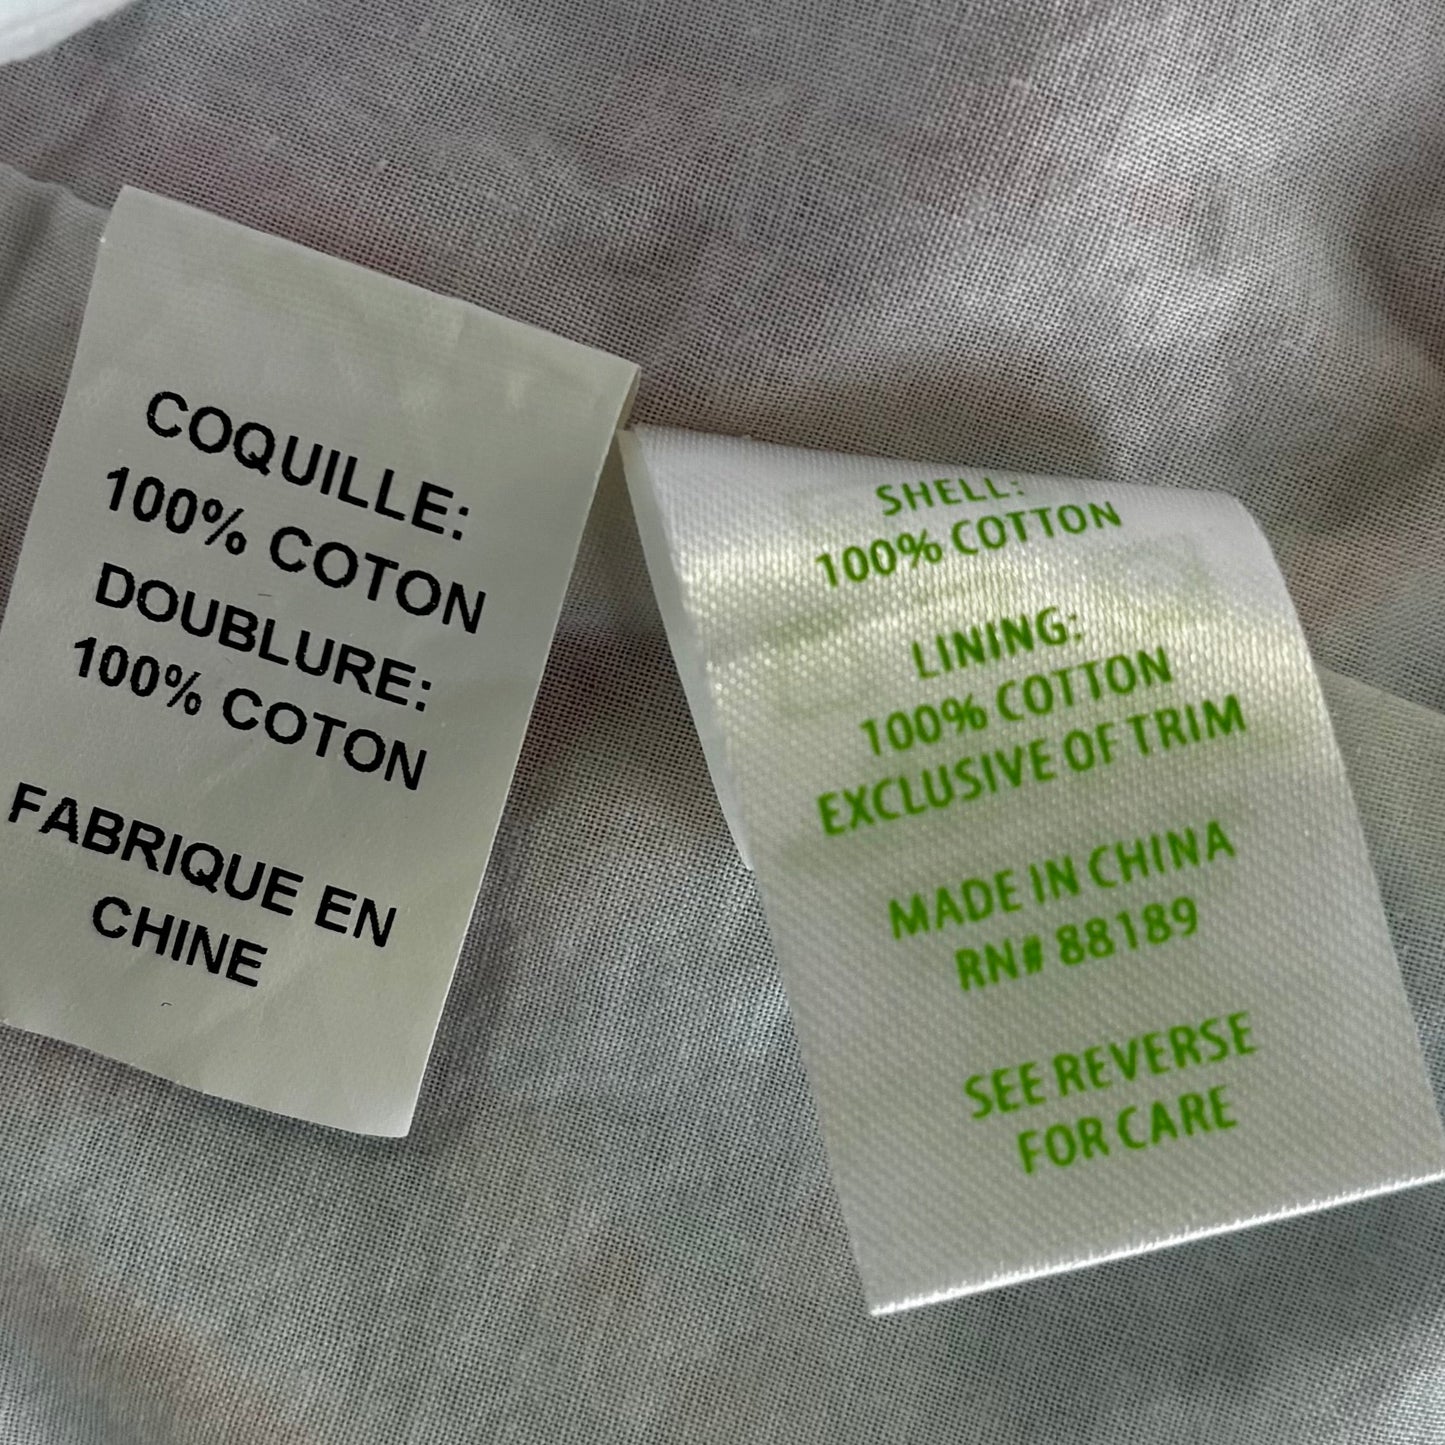 COQUILLE:
100% COTON
DOUBLURE:
100% COTON
FABRIQUE EN
CHINE
SHELL:
100% COTTON
LINING:
100% COTTON
EXCLUSIVE OF TRIM
MADE IN CHINA
RN# 88189
SEE REVERSE
FOR CARE